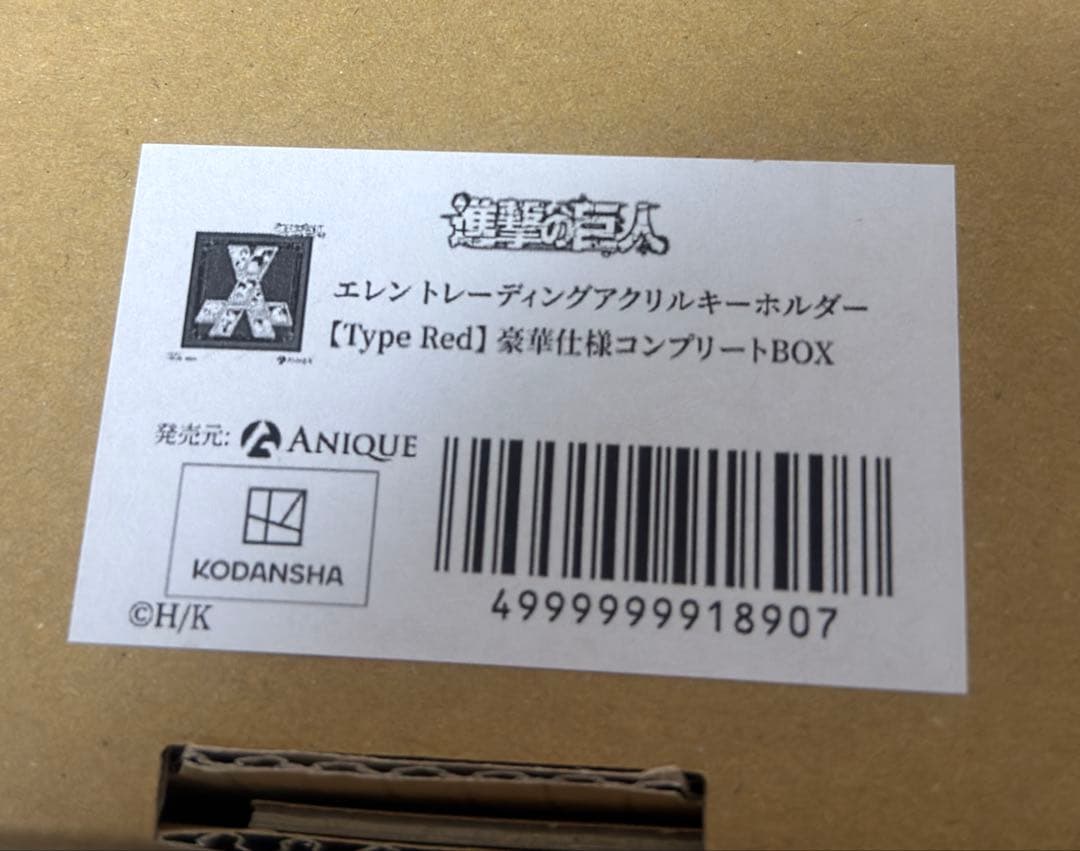 進撃の巨人
エレン トレーディングアクリルキーホルダー
【Type Red】豪華仕様コンプリートBOX
発売元: ANIQUE
KODANSHA
©H/K
4999999918907